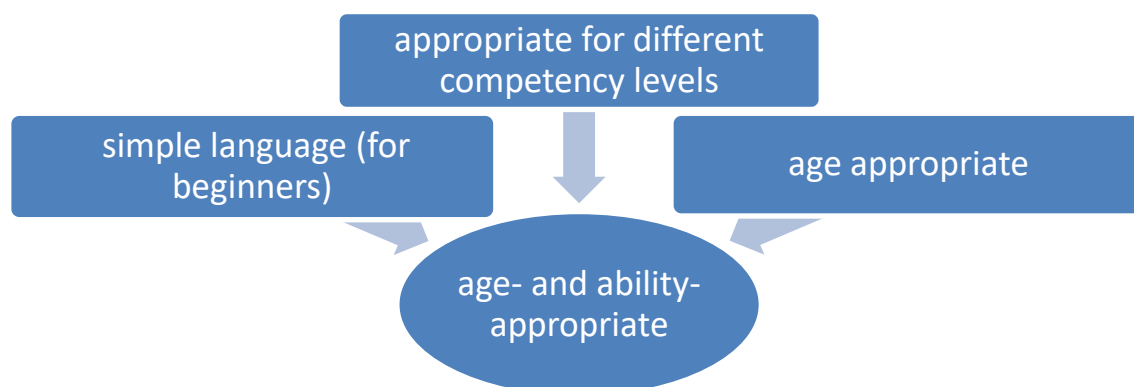 appropriate for different
competency levels
simple language (for
beginners)
age appropriate
age- and ability-
appropriate